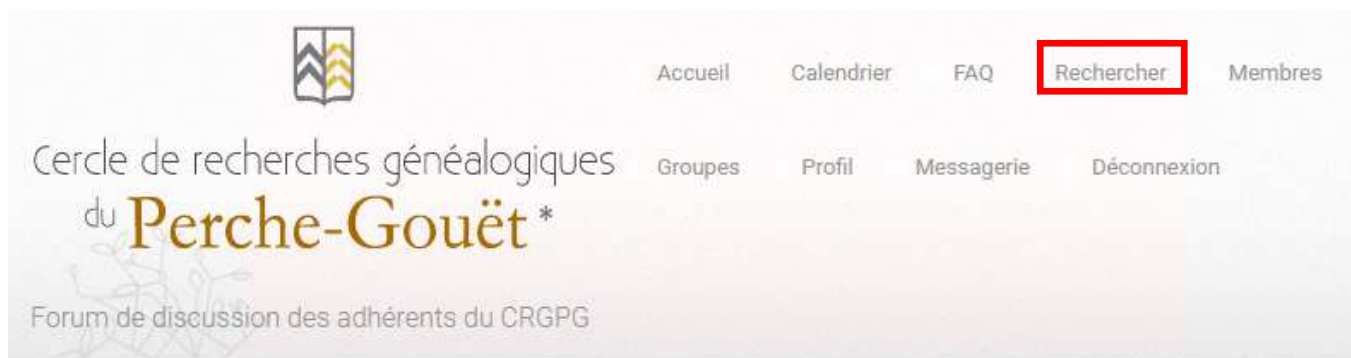 Accueil Calendrier FAQ Rechercher Membres
Cercle de recherches généalogiques
du Perche-Gouët *
Groupes Profil Messagerie Déconnexion
Forum de discussion des adhérents du CRGPG